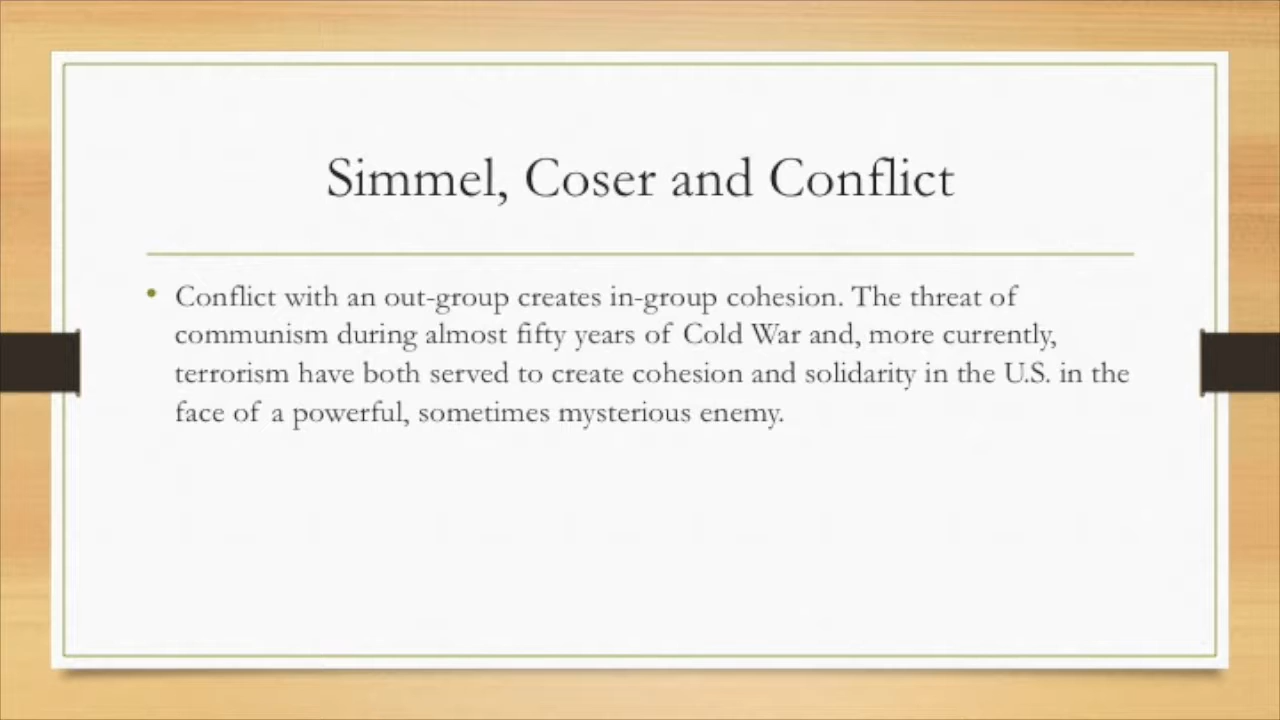 Simmel, Coser and Conflict
• Conflict with an out-group creates in-group cohesion. The threat of
communism during almost fifty years of Cold War and, more currently,
terrorism have both served to create cohesion and solidarity in the U.S. in the
face of a powerful, sometimes mysterious enemy.